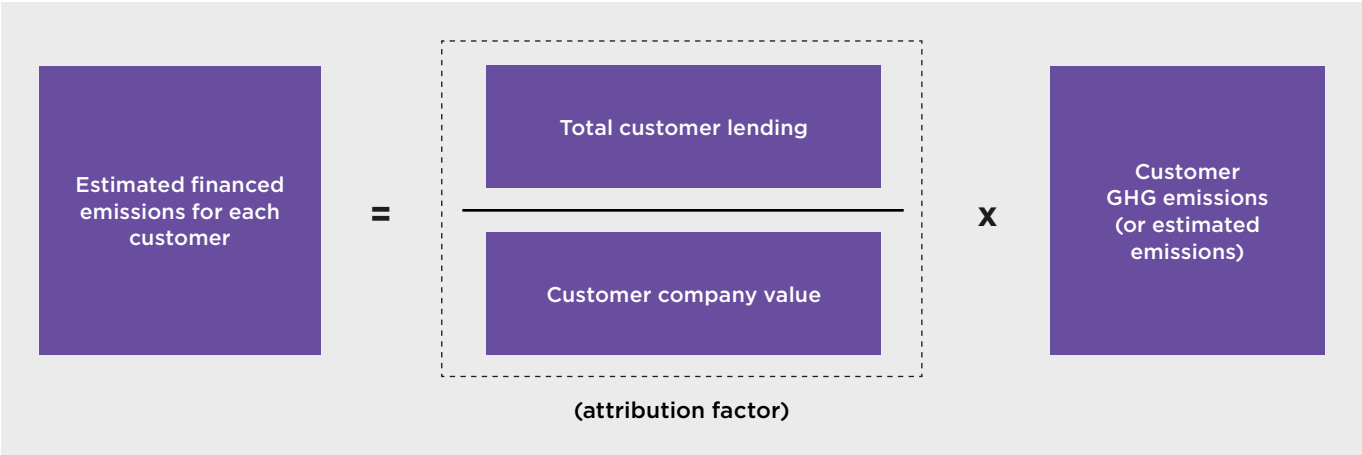 Estimated financed
emissions for each
customer
=
Total customer lending
Customer company value
(attribution factor)
x
Customer
GHG emissions
(or estimated
emissions)